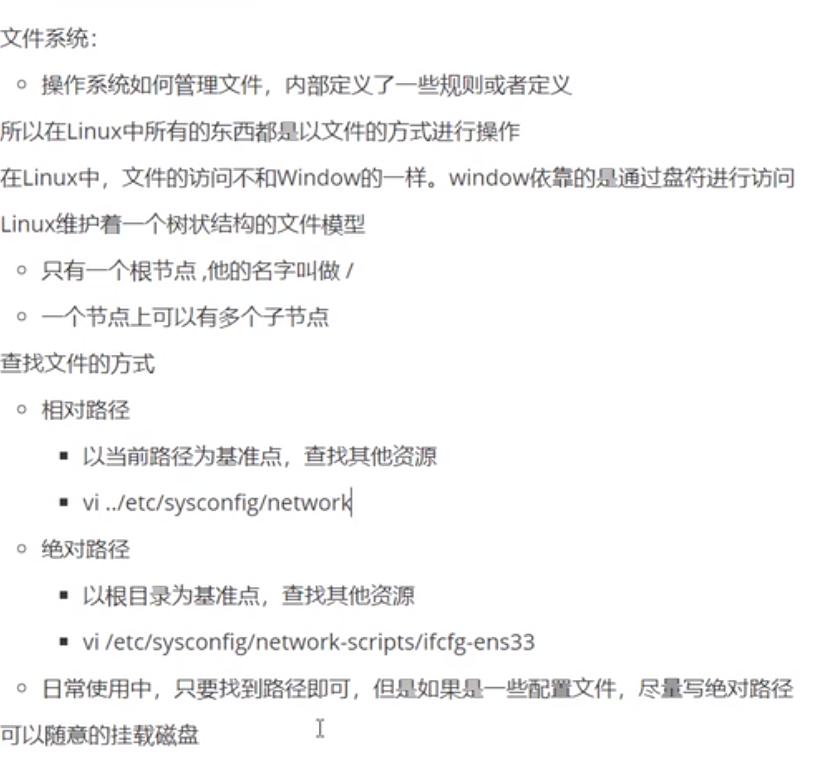 文件系统：
操作系统如何管理文件，内部定义了一些规则或者定义
所以在Linux中所有的东西都是以文件的方式进行操作
在Linux中，文件的访问不和Window的一样。window依靠的是通过盘符进行访问
Linux维护着一个树状结构的文件模型
只有一个根节点 ,他的名字叫做 /
一个节点上可以有多个子节点
查找文件的方式
相对路径
以当前路径为基准点，查找其他资源
vi ../etc/sysconfig/network
绝对路径
以根目录为基准点，查找其他资源
vi /etc/sysconfig/network-scripts/ifcfg-ens33
日常使用中，只要找到路径即可，但是如果是一些配置文件，尽量写绝对路径
可以随意的挂载磁盘